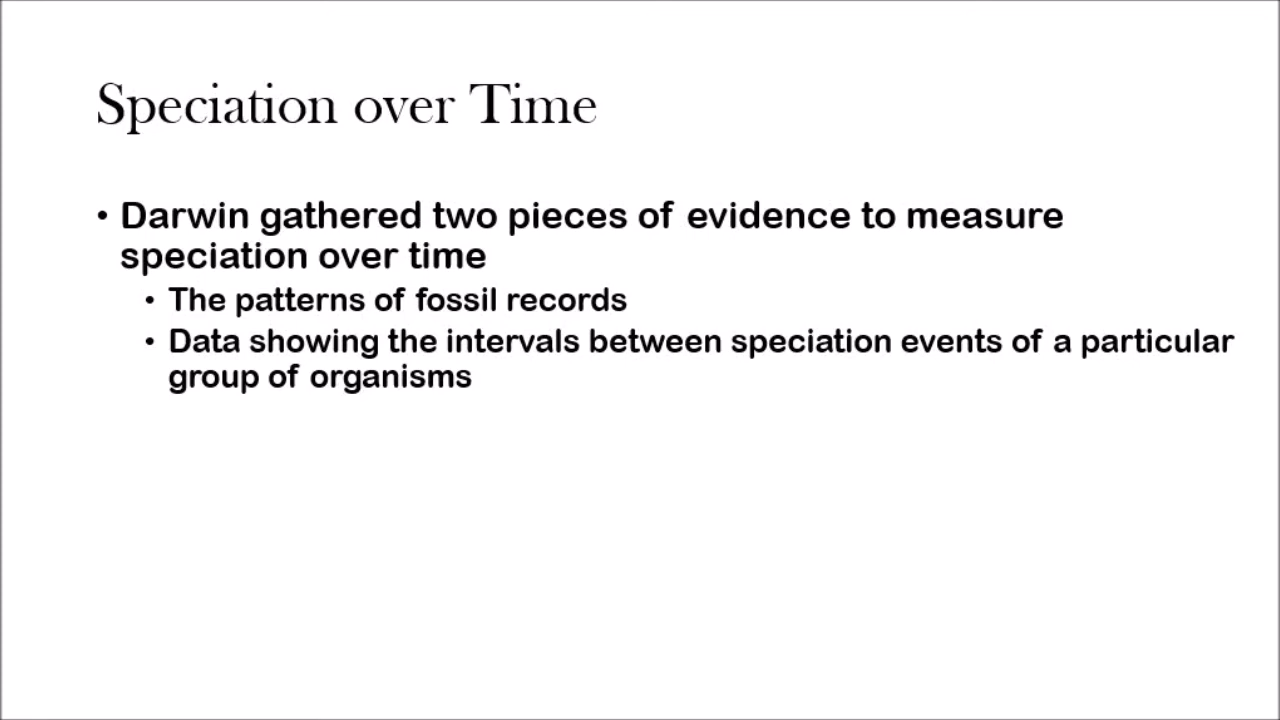 Speciation over Time
• Darwin gathered two pieces of evidence to measure
speciation over time
• The patterns of fossil records
• Data showing the intervals between speciation events of a particular
group of organisms